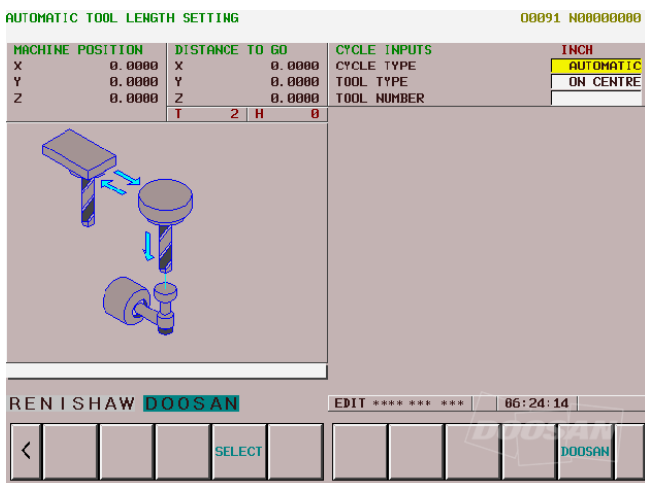 AUTOMATIC TOOL LENGTH SETTING O0091 N00000000
MACHINE POSITION DISTANCE TO GO CYCLE INPUTS INCH
X 0.0000 X 0.0000 CYCLE TYPE AUTOMATIC
Y 0.0000 Y 0.0000 TOOL TYPE ON CENTRE
Z 0.0000 Z 0.0000 TOOL NUMBER
T 2 H 0
RENISHAW DOOSAN EDIT **** *** *** 06:24:14
DOOSAN
< SELECT DOOSAN